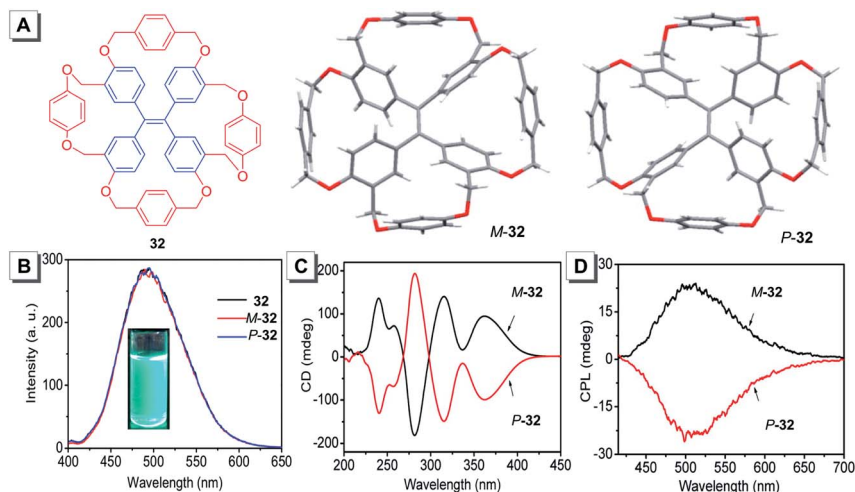 A
O
O
O
O
O
O
O
O
32
M-32
P-32
B
300
200
100
0
Intensity (a. u.)
32
M-32
P-32
400 450 500 550 600 650
Wavelength (nm)
C
200
100
0
-100
-200
CD (mdeg)
M-32
P-32
200 250 300 350 400 450
Wavelength (nm)
D
30
15
0
-15
-30
CPL (mdeg)
M-32
P-32
450 500 550 600 650 700
Wavelength (nm)